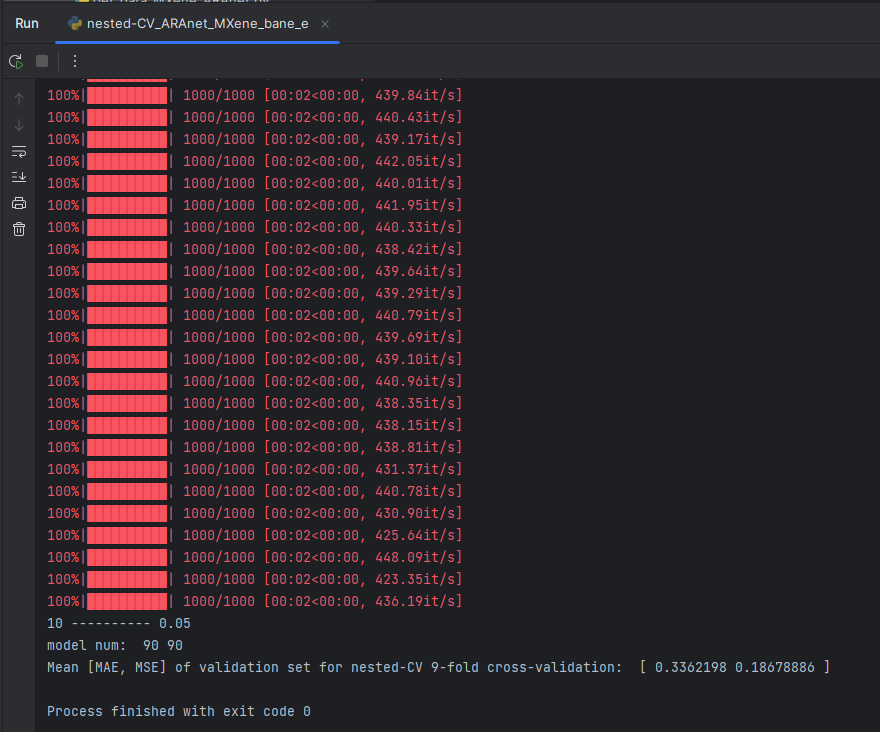 Run nested-CV_ARAnet_MXene_bane_e
100%|██████████| 1000/1000 [00:02<00:00, 439.84it/s]
100%|██████████| 1000/1000 [00:02<00:00, 440.43it/s]
100%|██████████| 1000/1000 [00:02<00:00, 439.17it/s]
100%|██████████| 1000/1000 [00:02<00:00, 442.05it/s]
100%|██████████| 1000/1000 [00:02<00:00, 440.01it/s]
100%|██████████| 1000/1000 [00:02<00:00, 441.95it/s]
100%|██████████| 1000/1000 [00:02<00:00, 440.33it/s]
100%|██████████| 1000/1000 [00:02<00:00, 438.42it/s]
100%|██████████| 1000/1000 [00:02<00:00, 439.64it/s]
100%|██████████| 1000/1000 [00:02<00:00, 439.29it/s]
100%|██████████| 1000/1000 [00:02<00:00, 440.79it/s]
100%|██████████| 1000/1000 [00:02<00:00, 439.69it/s]
100%|██████████| 1000/1000 [00:02<00:00, 439.10it/s]
100%|██████████| 1000/1000 [00:02<00:00, 440.96it/s]
100%|██████████| 1000/1000 [00:02<00:00, 438.35it/s]
100%|██████████| 1000/1000 [00:02<00:00, 438.15it/s]
100%|██████████| 1000/1000 [00:02<00:00, 438.81it/s]
100%|██████████| 1000/1000 [00:02<00:00, 431.37it/s]
100%|██████████| 1000/1000 [00:02<00:00, 440.78it/s]
100%|██████████| 1000/1000 [00:02<00:00, 430.90it/s]
100%|██████████| 1000/1000 [00:02<00:00, 425.64it/s]
100%|██████████| 1000/1000 [00:02<00:00, 448.09it/s]
100%|██████████| 1000/1000 [00:02<00:00, 423.35it/s]
100%|██████████| 1000/1000 [00:02<00:00, 436.19it/s]
10 ---------- 0.05
model num:  90 90
Mean [MAE, MSE] of validation set for nested-CV 9-fold cross-validation:  [ 0.3362198 0.18678886 ]
Process finished with exit code 0